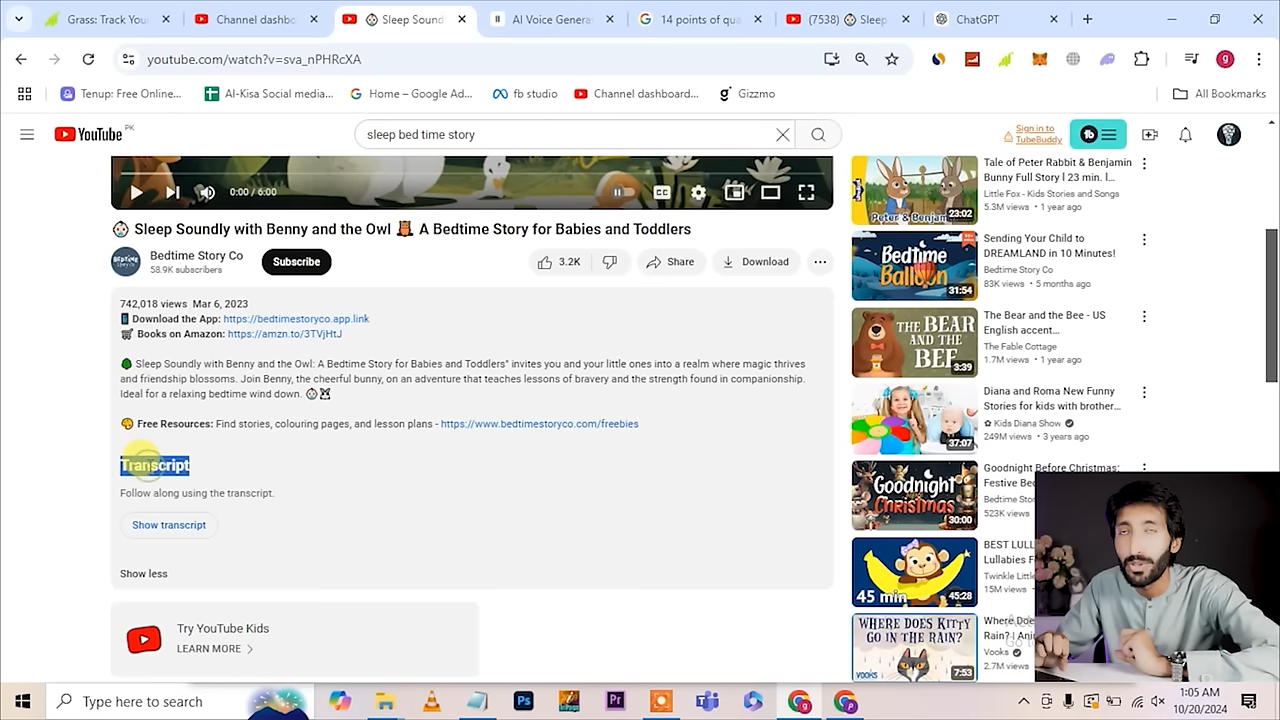 Grass: Track You
Channel dashbo
Sleep Sound
AI Voice Genera
14 points of qu
(7538) Sleep
ChatGPT
youtube.com/watch?v=sva_nPHRcXA
Tenup: Free Online...
AI-Kisa Social media...
Home – Google Ad...
fb studio
Channel dashboard...
Gizmmo
All Bookmarks
YouTube PK
sleep bed time story
Sign in to
TubeBuddy
0:00 / 6:00
CC
Sleep Soundly with Benny and the Owl A Bedtime Story for Babies and Toddlers
Bedtime Story Co
58.9K subscribers
Subscribe
3.2K
Share
Download
742,018 views Mar 6, 2023
Download the App: https://bedtimestoryco.app.link
Books on Amazon: https://amzn.to/3TVjHtJ
Sleep Soundly with Benny and the Owl: A Bedtime Story for Babies and Toddlers" invites you and your little ones into a realm where magic thrives
and friendship blossoms. Join Benny, the cheerful bunny, on an adventure that teaches lessons of bravery and the strength found in companionship.
Ideal for a relaxing bedtime wind down.
Free Resources: Find stories, colouring pages, and lesson plans - https://www.bedtimestoryco.com/freebies
Transcript
Follow along using the transcript.
Show transcript
Show less
Try YouTube Kids
LEARN MORE
Peter & Benjam
23:02
Tale of Peter Rabbit & Benjamin
Bunny Full Story l 23 min. l...
Little Fox - Kids Stories and Songs
5.3M views • 1 year ago
Bedtime
Balloon
31:54
Sending Your Child to
DREAMLAND in 10 Minutes!
Bedtime Story Co
83K views • 5 months ago
THE BEAR
AND THE
BEE
3:39
The Bear and the Bee - US
English accent...
The Fable Cottage
1.7M views • 1 year ago
37:07
Diana and Roma New Funny
Stories for kids with brother...
Kids Diana Show
249M views • 3 years ago
Goodnight
Christmas
30:00
Goodnight Before Christmas:
Festive Bed
Bedtime Stor
523K views
45 min
45:28
BEST LULL
Lullabies F
Twinkle Little
15M views
WHERE DOES KITTY
GO IN THE RAIN?
VOOKS
7:53
Where Does
Rain? | Ani
Vooks
2.7M views
Type here to search
1:05 AM
10/20/2024